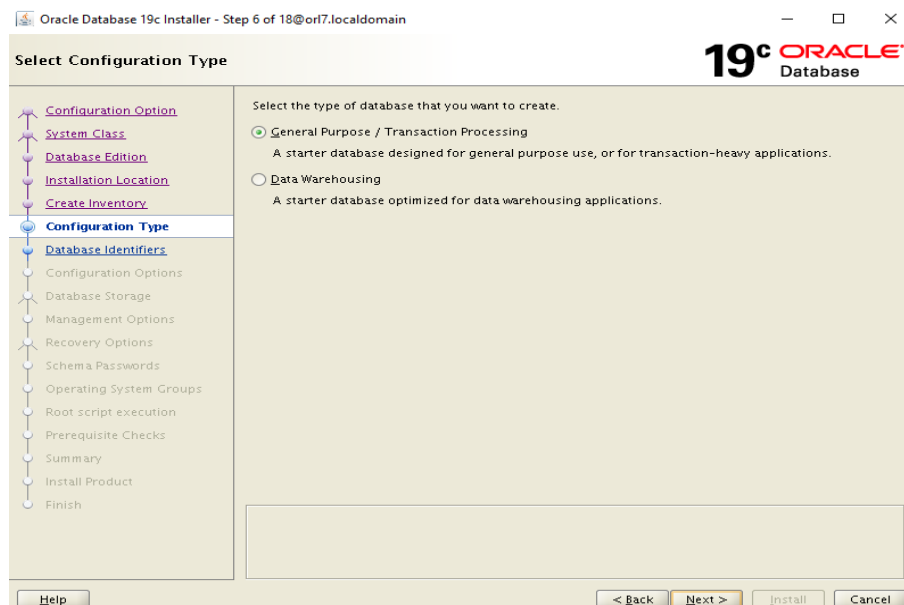 Oracle Database 19c Installer - Step 6 of 18@orl7.localdomain
Select Configuration Type
19c ORACLE
Database
Configuration Option
System Class
Database Edition
Installation Location
Create Inventory
Configuration Type
Database Identifiers
Configuration Options
Database Storage
Management Options
Recovery Options
Schema Passwords
Operating System Groups
Root script execution
Prerequisite Checks
Summary
Install Product
Finish
Select the type of database that you want to create.
General Purpose / Transaction Processing
A starter database designed for general purpose use, or for transaction-heavy applications.
Data Warehousing
A starter database optimized for data warehousing applications.
Help
< Back
Next >
Install
Cancel